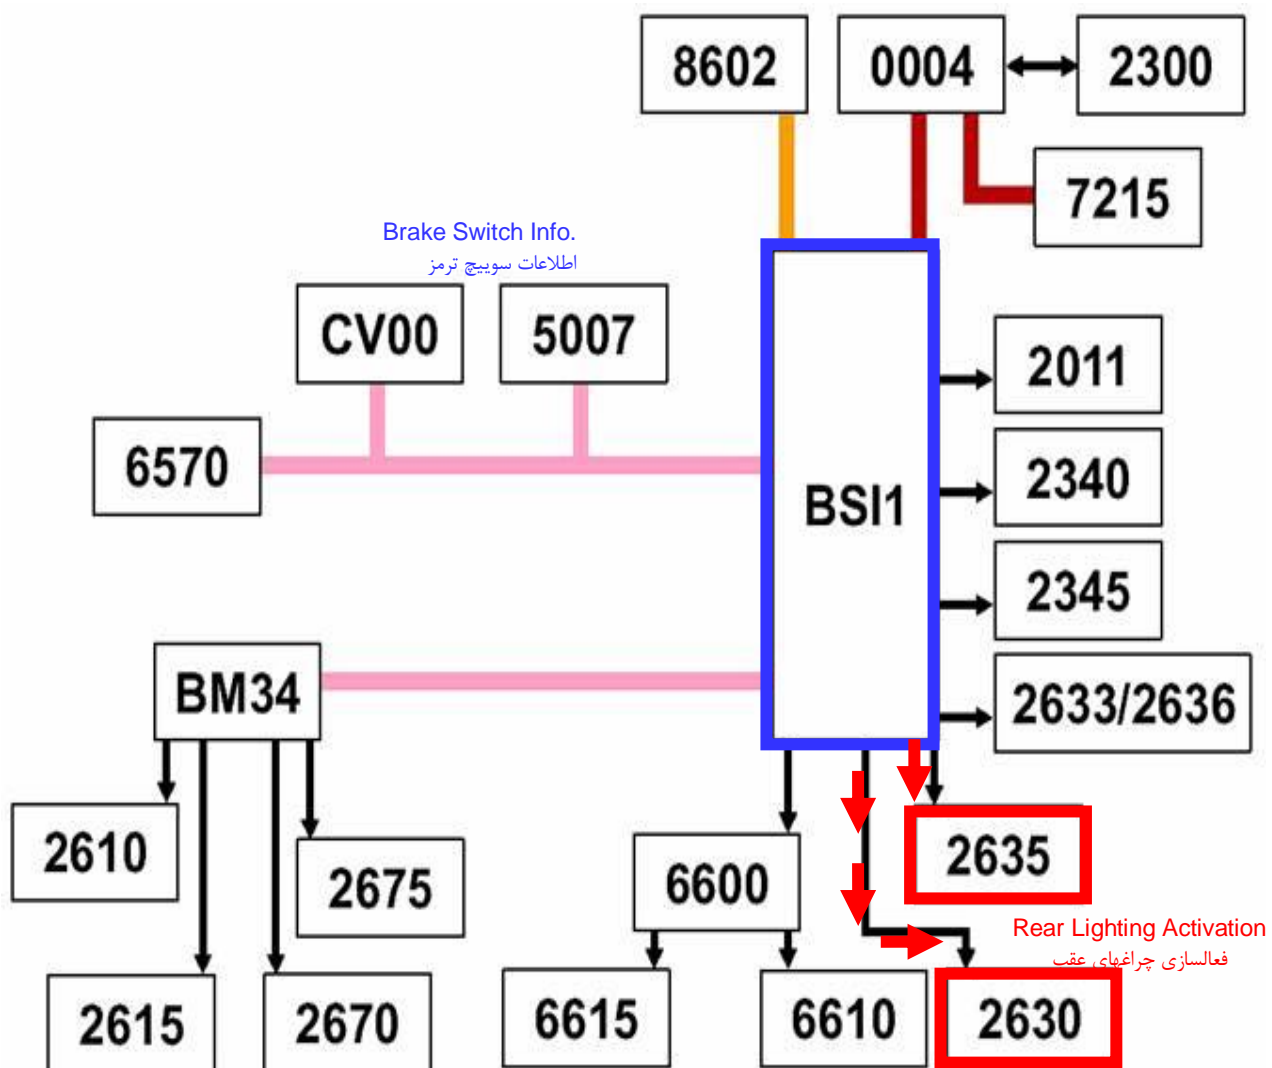 8602
0004
2300
7215
Brake Switch Info.
اطلاعات سوییچ ترمز
CV00
5007
2011
6570
2340
BSI1
2345
BM34
2633/2636
2610
2675
6600
2635
Rear Lighting Activation
فعالسازی چراغهای عقب
2615
2670
6615
6610
2630